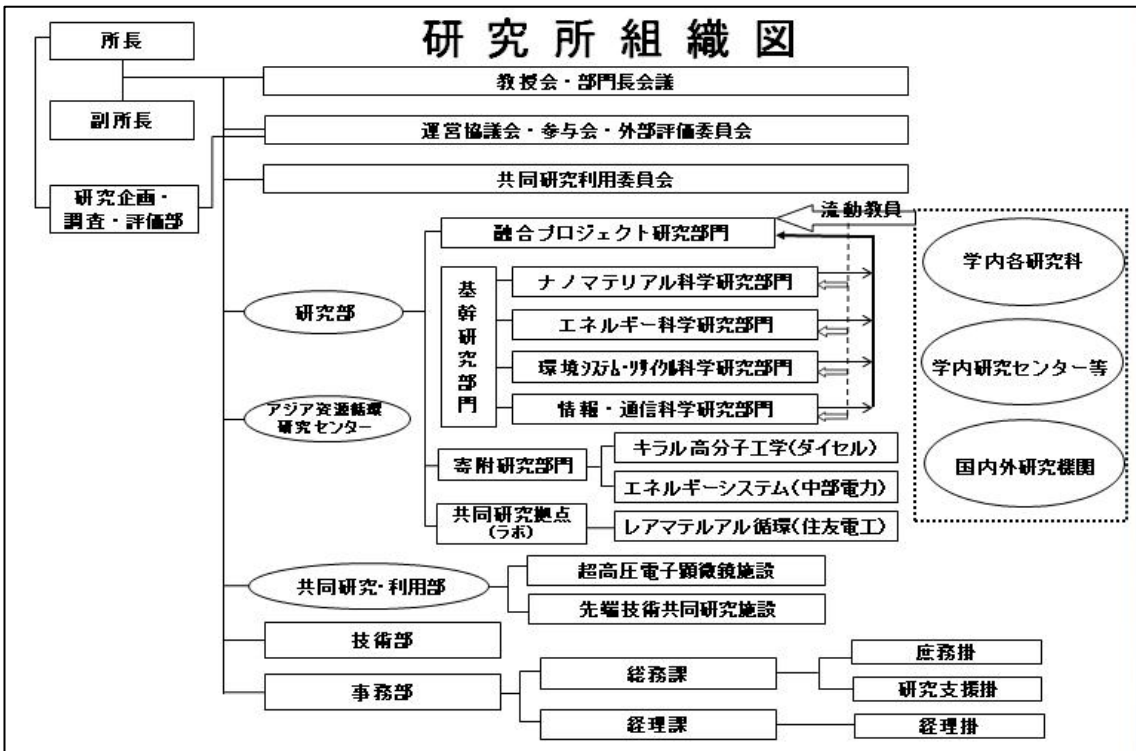 研究所組織図
所長
副所長
研究企画・
調査・評価部
教授会・部門長会議
運営協議会・参与会・外部評価委員会
共同研究利用委員会
流動教員
融合プロジェクト研究部門
基幹研究部門
ナノマテリアル科学研究部門
エネルギー科学研究部門
環境システム・リサイクル科学研究部門
情報・通信科学研究部門
研究部
アジア資源循環
研究センター
寄附研究部門
キラル高分子工学(ダイセル)
エネルギーシステム(中部電力)
共同研究拠点
(ラボ)
レアマテルアル循環(住友電工)
学内各研究科
学内研究センター等
国内外研究機関
共同研究・利用部
超高圧電子顕微鏡施設
先端技術共同研究施設
技術部
事務部
総務課
庶務掛
研究支援掛
経理課
経理掛